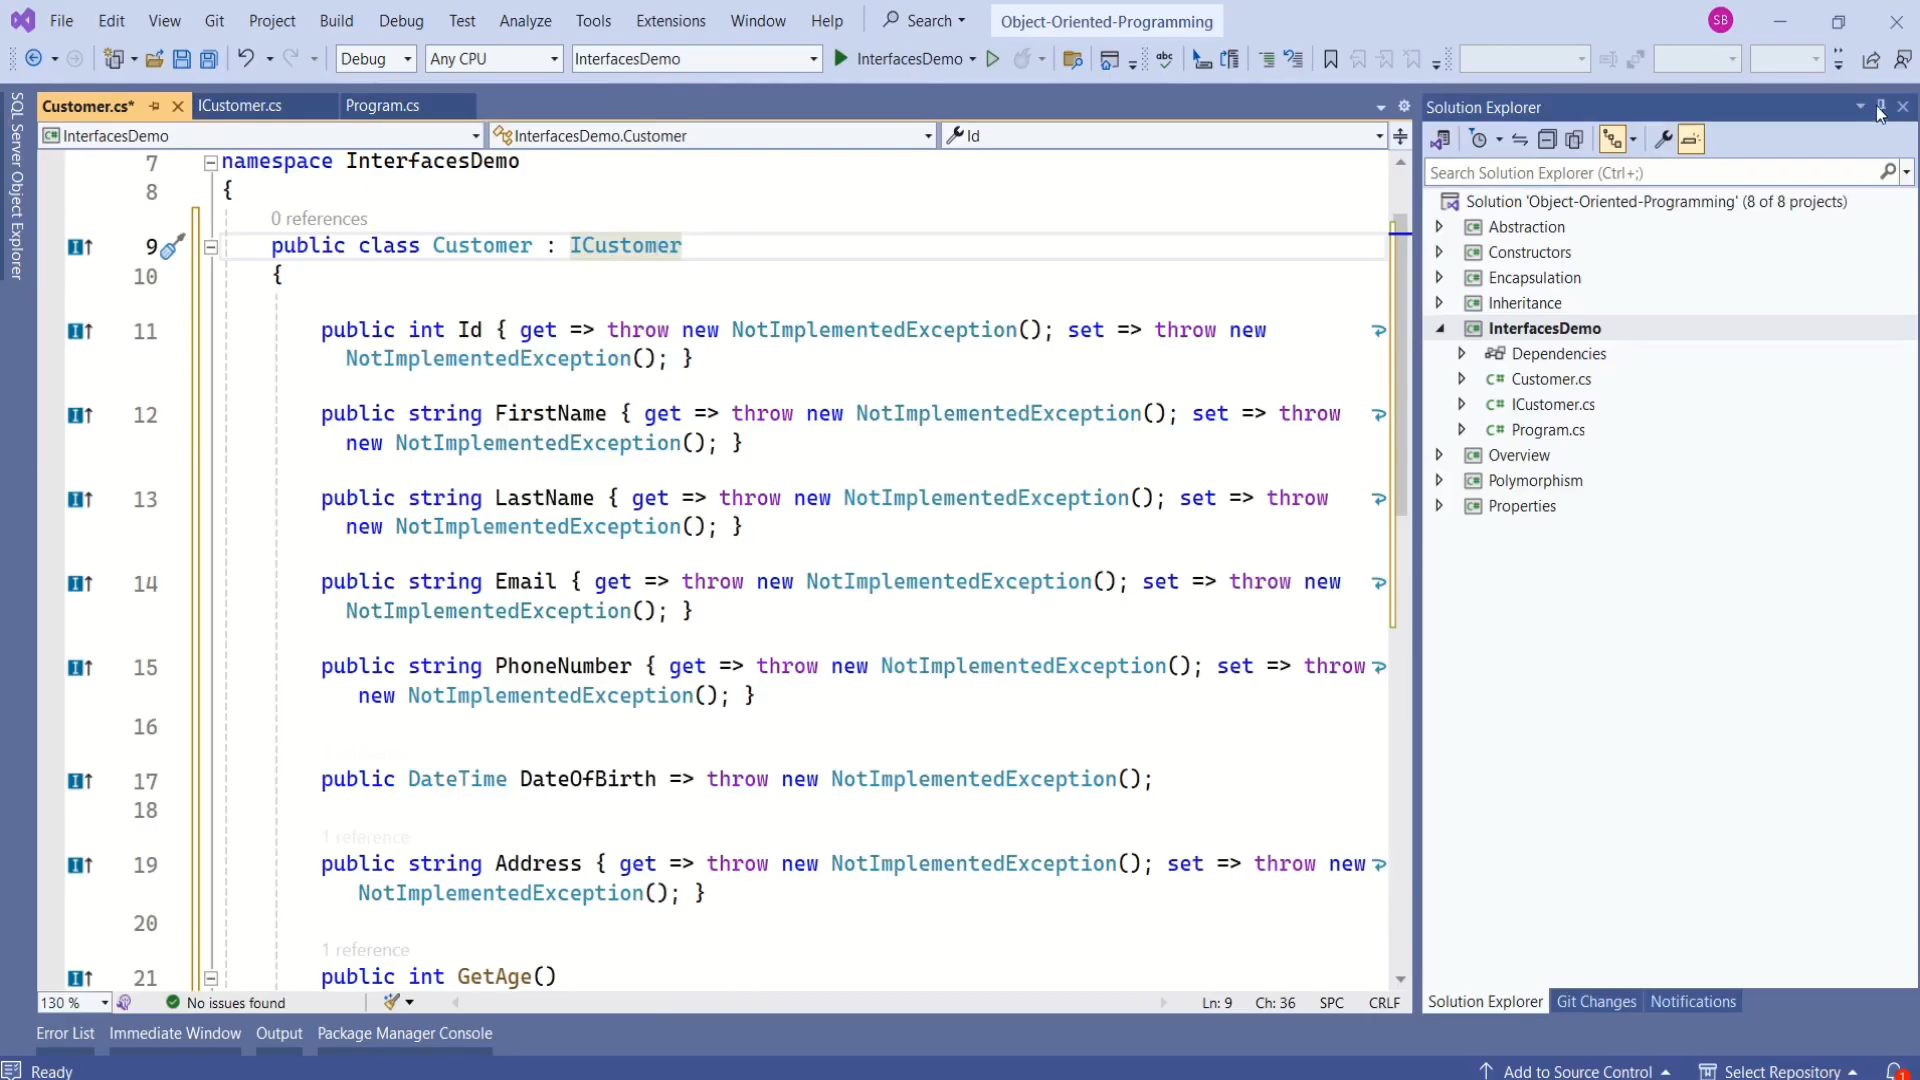 File Edit View Git Project Build Debug Test Analyze Tools Extensions Window Help Search Object-Oriented-Programming SB
Debug Any CPU InterfacesDemo InterfacesDemo
SQL Server Object Explorer
Customer.cs* ICustomer.cs Program.cs
InterfacesDemo InterfacesDemo.Customer Id
7 namespace InterfacesDemo
8 {
0 references
9 public class Customer : ICustomer
10 {
11 public int Id { get => throw new NotImplementedException(); set => throw new
NotImplementedException(); }
12 public string FirstName { get => throw new NotImplementedException(); set => throw
new NotImplementedException(); }
13 public string LastName { get => throw new NotImplementedException(); set => throw
new NotImplementedException(); }
14 public string Email { get => throw new NotImplementedException(); set => throw new
NotImplementedException(); }
15 public string PhoneNumber { get => throw new NotImplementedException(); set => throw
new NotImplementedException(); }
16
17 public DateTime DateOfBirth => throw new NotImplementedException();
18
1 reference
19 public string Address { get => throw new NotImplementedException(); set => throw new
NotImplementedException(); }
20
1 reference
21 public int GetAge()
130 % No issues found Ln: 9 Ch: 36 SPC CRLF
Solution Explorer
Search Solution Explorer (Ctrl+;)
Solution 'Object-Oriented-Programming' (8 of 8 projects)
C# Abstraction
C# Constructors
C# Encapsulation
C# Inheritance
C# InterfacesDemo
Dependencies
C# Customer.cs
C# ICustomer.cs
C# Program.cs
C# Overview
C# Polymorphism
C# Properties
Solution Explorer Git Changes Notifications
Error List Immediate Window Output Package Manager Console
Ready Add to Source Control Select Repository 1